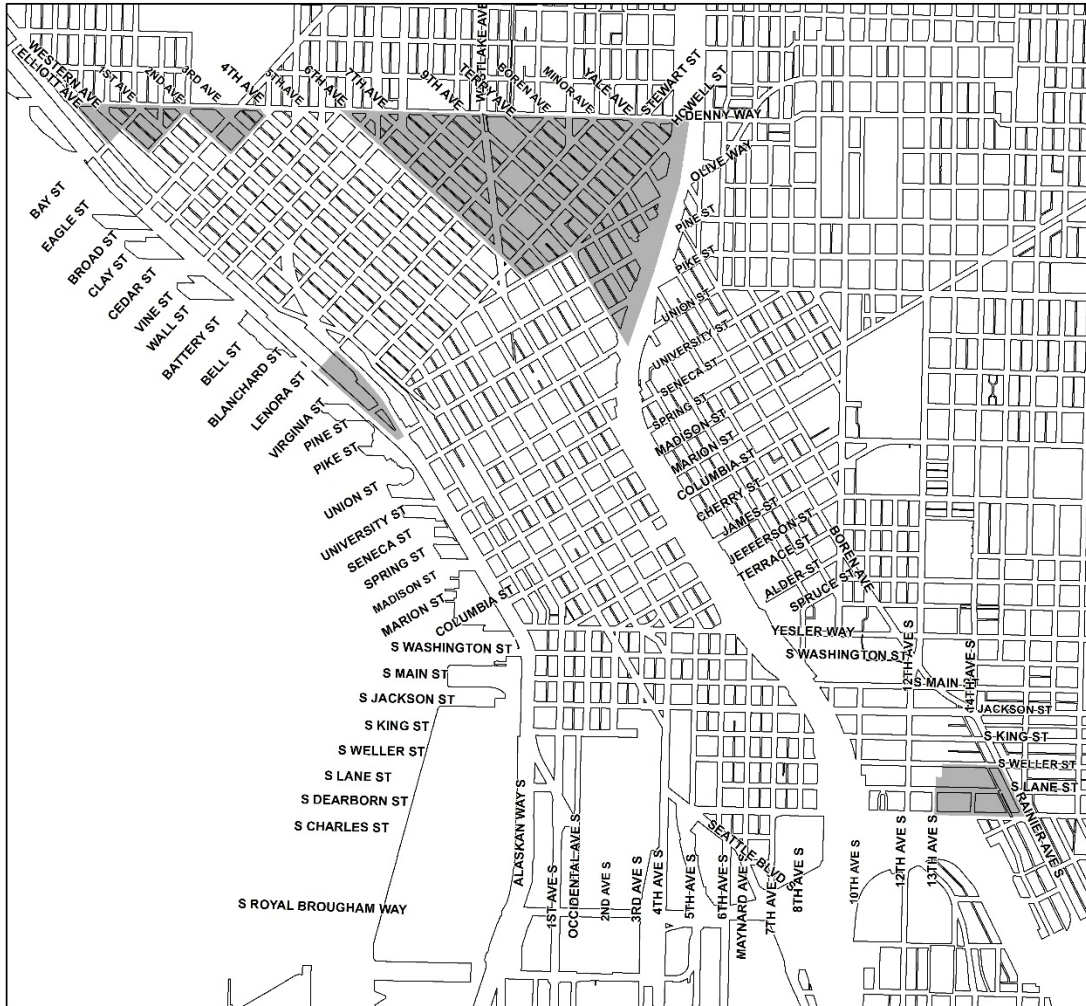 WESTERN AVE
ELLIOTT AVE
1ST AVE
2ND AVE
3RD AVE
4TH AVE
5TH AVE
6TH AVE
7TH AVE
9TH AVE
WESTLAKE AVE
TERRY AVE
BOREN AVE
MINOR AVE
YALE AVE
STEWART ST
HOWELL ST
DENNY WAY
OLIVE WAY
PINE ST
PIKE ST
UNION ST
UNIVERSITY ST
SENECA ST
SPRING ST
MADISON ST
MARION ST
COLUMBIA ST
CHERRY ST
JAMES ST
JEFFERSON ST
TERRACE ST
ALDER ST
SPRUCE ST
BOREN AVE
YESLER WAY
S WASHINGTON ST
12TH AVE S
14TH AVE S
S MAIN ST
JACKSON ST
S KING ST
S WELLER ST
S LANE ST
RAINIER AVE S
BAY ST
EAGLE ST
BROAD ST
CLAY ST
CEDAR ST
VINE ST
WALL ST
BATTERY ST
BELL ST
BLANCHARD ST
LENORA ST
VIRGINIA ST
PINE ST
PIKE ST
UNION ST
UNIVERSITY ST
SENECA ST
SPRING ST
MADISON ST
MARION ST
COLUMBIA ST
S WASHINGTON ST
S MAIN ST
S JACKSON ST
S KING ST
S WELLER ST
S LANE ST
S DEARBORN ST
S CHARLES ST
S ROYAL BROUGHAM WAY
ALASKAN WAY S
1ST AVE S
OCCIDENTAL AVE S
2ND AVE S
3RD AVE S
4TH AVE S
5TH AVE S
6TH AVE S
MAYNARD AVE S
7TH AVE S
8TH AVE S
SEATTLE BLVD S
10TH AVE S
12TH AVE S
13TH AVE S